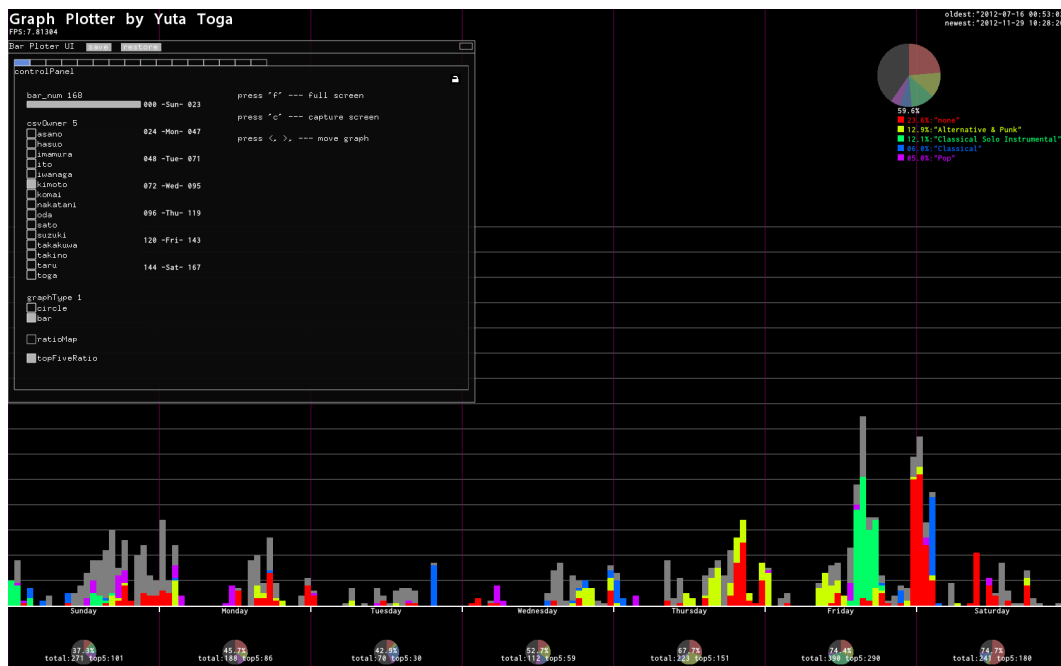 Graph Plotter by Yuta Toga
FPS:7.81304
oldest:"2012-07-16 00:53:02
newest:"2012-11-29 10:28:26
Bar Ploter UI save restore
controlPanel
bar_num 168
000 -Sun- 023
024 -Mon- 047
048 -Tue- 071
072 -Wed- 095
096 -Thu- 119
120 -Fri- 143
144 -Sat- 167
press "f" --- full screen
press "c" --- capture screen
press <, >, --- move graph
csvOwner 5
asano
hasuo
imamura
ito
iwanaga
kimoto
komai
nakatani
oda
sato
suzuki
takakuwa
takino
taru
toga
graphType 1
circle
bar
ratioMap
topFiveRatio
59.6%
23.6%:"none"
12.9%:"Alternative & Punk"
12.1%:"Classical Solo Instrumental"
06.0%:"Classical"
05.0%:"Pop"
Sunday Monday Tuesday Wednesday Thursday Friday Saturday
37.3% 45.7% 42.9% 52.7% 67.7% 74.4% 74.7%
total:271 top5:101 total:188 top5:86 total:70 top5:30 total:112 top5:59 total:223 top5:151 total:390 top5:290 total:241 top5:180